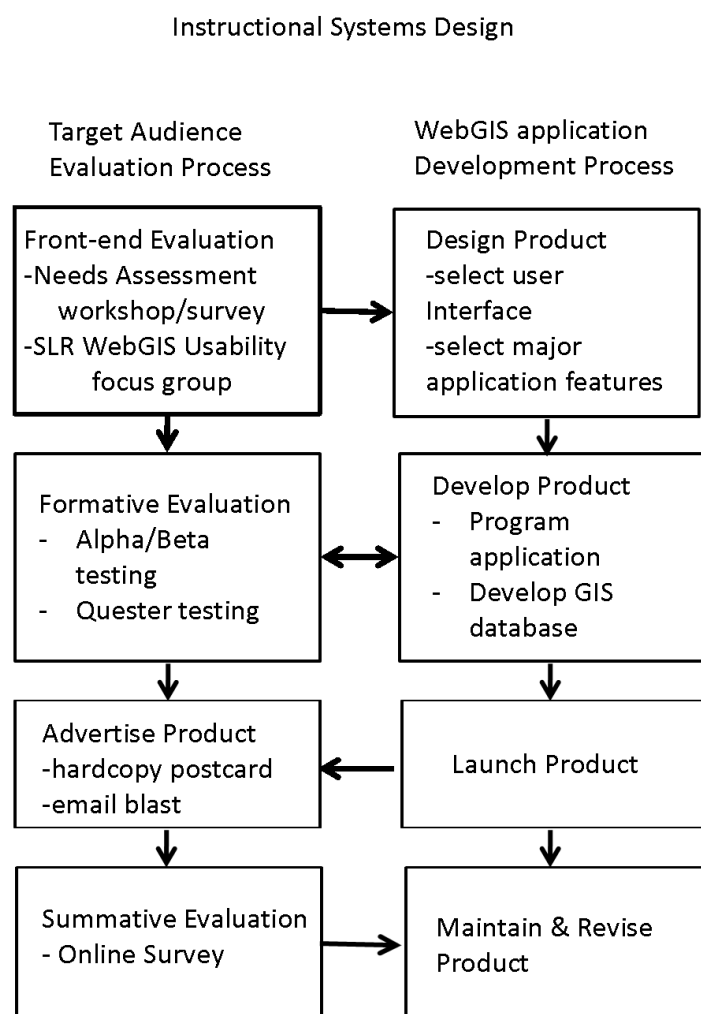 Instructional Systems Design
Target Audience
Evaluation Process
WebGIS application
Development Process
Front-end Evaluation
-Needs Assessment
workshop/survey
-SLR WebGIS Usability
focus group
Design Product
-select user
Interface
-select major
application features
Formative Evaluation
- Alpha/Beta
testing
- Quester testing
Develop Product
- Program
application
- Develop GIS
database
Advertise Product
-hardcopy postcard
-email blast
Launch Product
Summative Evaluation
- Online Survey
Maintain & Revise
Product